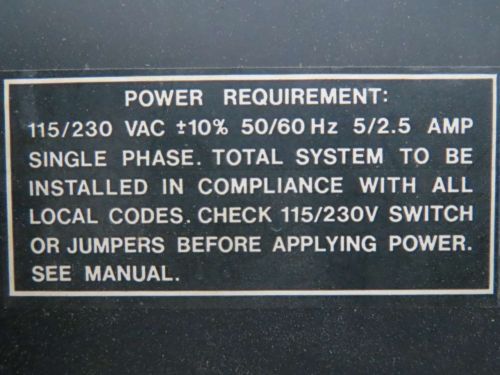 POWER REQUIREMENT:
115/230 VAC ±10% 50/60 Hz 5/2.5 AMP
SINGLE PHASE. TOTAL SYSTEM TO BE
INSTALLED IN COMPLIANCE WITH ALL
LOCAL CODES. CHECK 115/230V SWITCH
OR JUMPERS BEFORE APPLYING POWER.
SEE MANUAL.